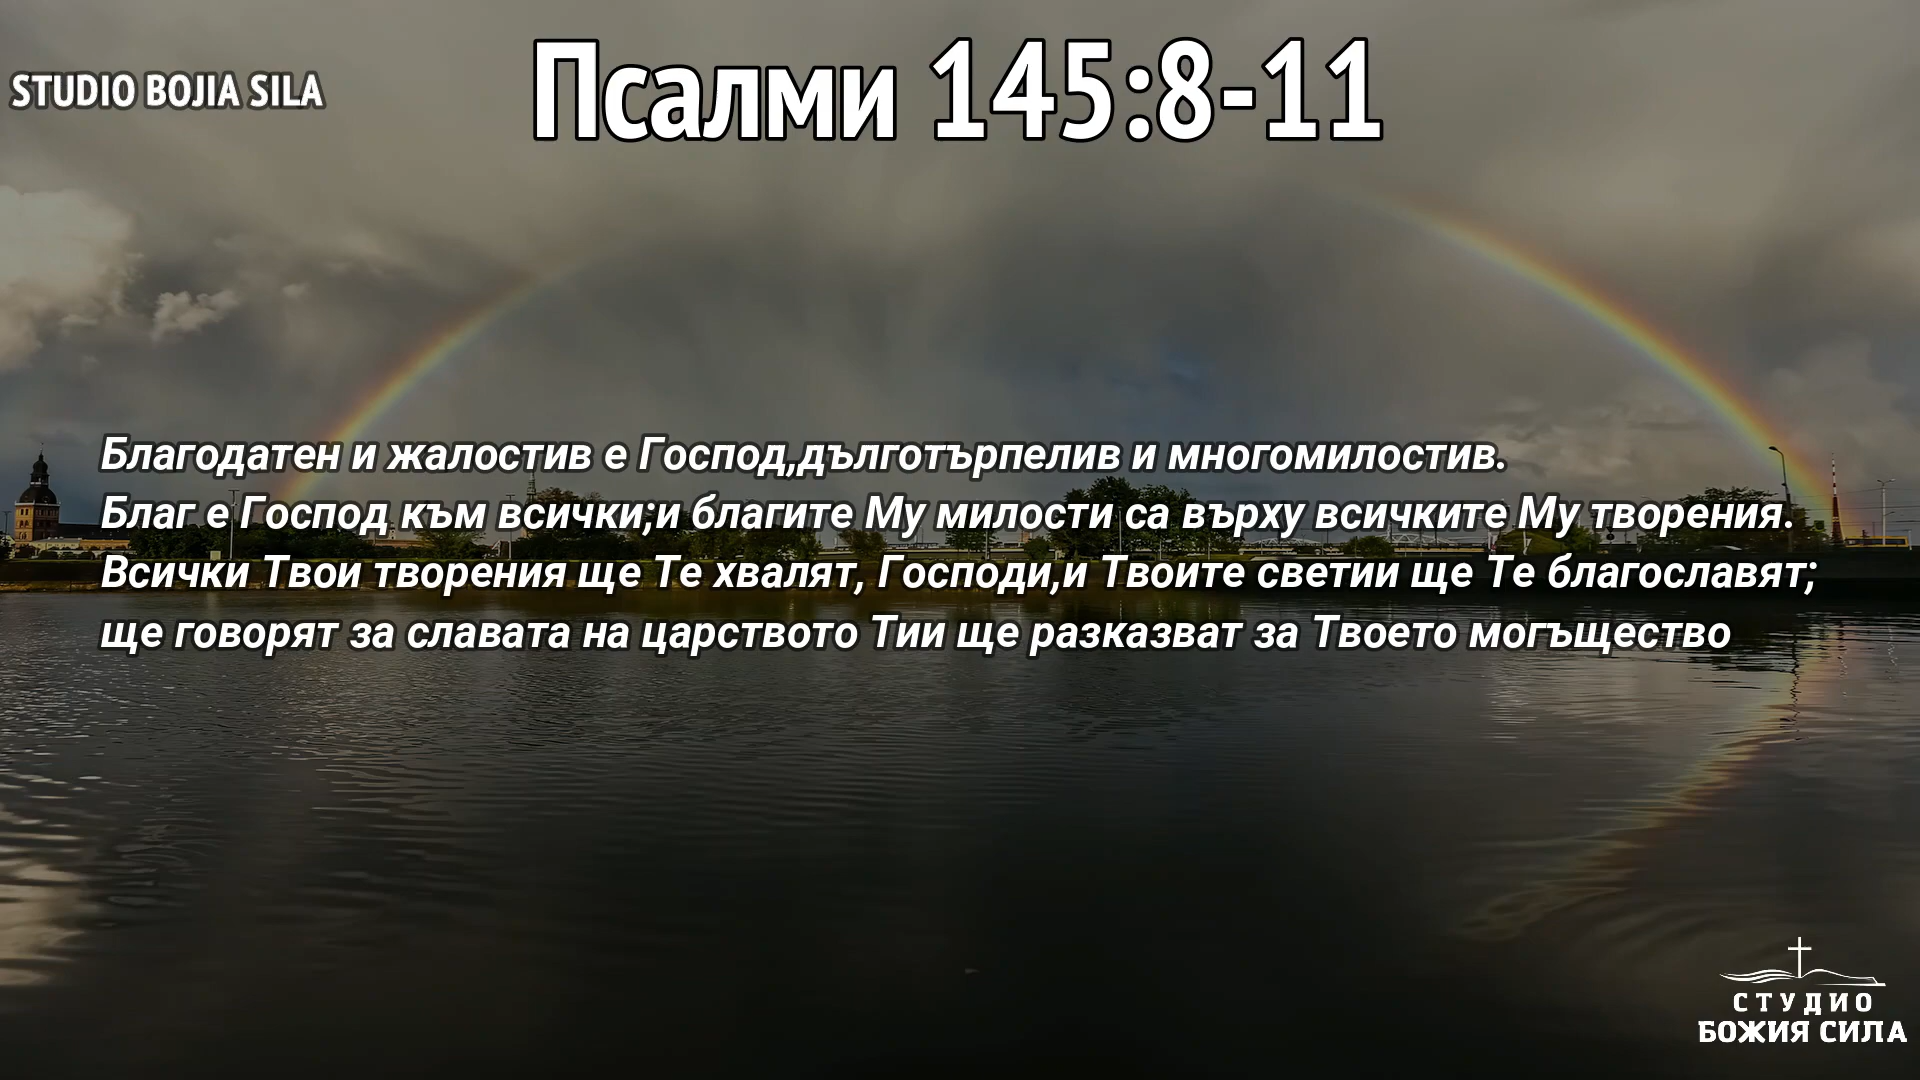 Псалми 145:8-11
STUDIO BOJIA SILA
Благодатен и жалостив е Господ,дълготърпелив и многомилостив.
Благ е Господ към всички;и благите Му милости са върху всичките Му творения.
Всички Твои творения ще Те хвалят, Господи,и Твоите светии ще Те благославят;
ще говорят за славата на царството Тии ще разказват за Твоето могъщество
СТУДИО
БОЖИЯ СИЛА